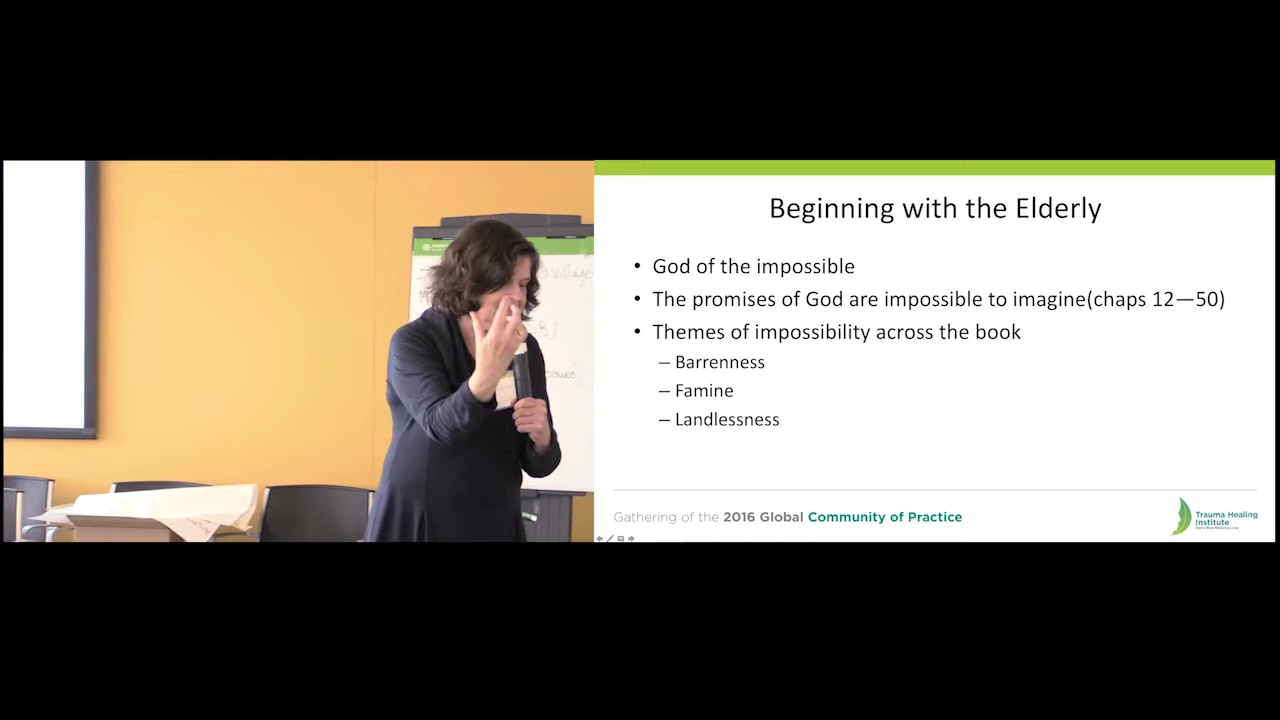 Beginning with the Elderly
• God of the impossible
• The promises of God are impossible to imagine(chaps 12—50)
• Themes of impossibility across the book
– Barrenness
– Famine
– Landlessness
Gathering of the 2016 Global Community of Practice
Trauma Healing
Institute